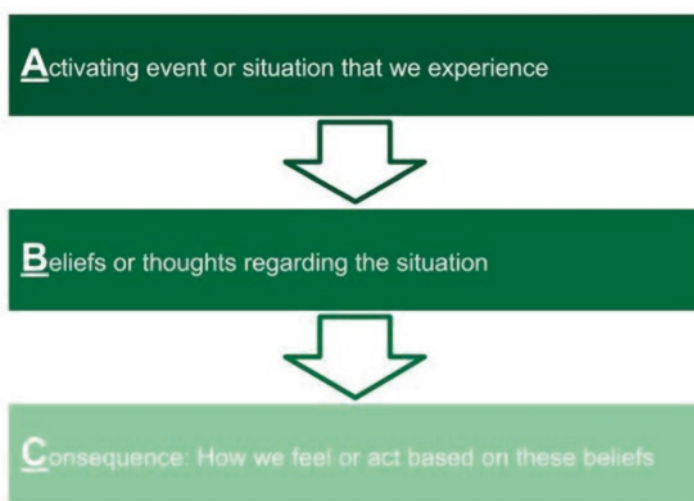 Activating event or situation that we experience
Beliefs or thoughts regarding the situation
Consequence: How we feel or act based on these beliefs